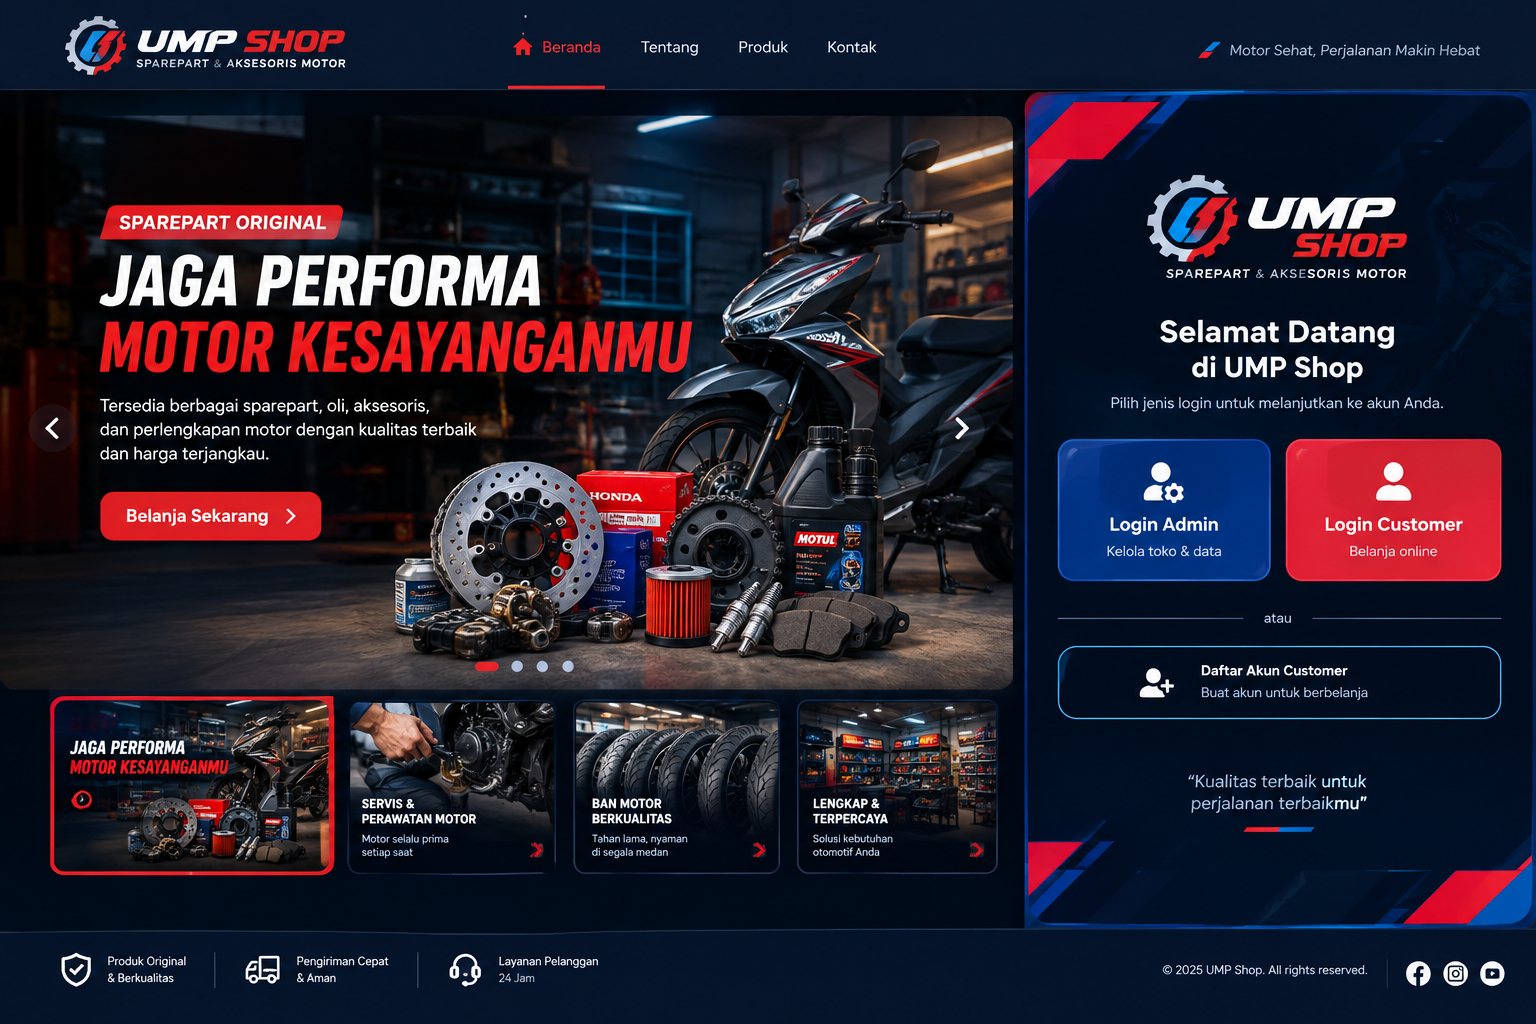 UMP SHOP
SPAREPART & AKSESORIS MOTOR
Beranda
Tentang
Produk
Kontak
Motor Sehat, Perjalanan Makin Hebat
SPAREPART ORIGINAL
JAGA PERFORMA
MOTOR KESAYANGANMU
Tersedia berbagai sparepart, oli, aksesoris,
dan perlengkapan motor dengan kualitas terbaik
dan harga terjangkau.
Belanja Sekarang
HONDA
MOTUL
JAGA PERFORMA
MOTOR KESAYANGANMU
SERVIS &
PERAWATAN MOTOR
Motor selalu prima
setiap saat
BAN MOTOR
BERKUALITAS
Tahan lama, nyaman
di segala medan
LENGKAP &
TERPERCAYA
Solusi kebutuhan
otomotif Anda
UMP
SHOP
SPAREPART & AKSESORIS MOTOR
Selamat Datang
di UMP Shop
Pilih jenis login untuk melanjutkan ke akun Anda.
Login Admin
Kelola toko & data
Login Customer
Belanja online
atau
Daftar Akun Customer
Buat akun untuk berbelanja
“Kualitas terbaik untuk
perjalanan terbaikmu”
Produk Original
& Berkualitas
Pengiriman Cepat
& Aman
Layanan Pelanggan
24 Jam
© 2025 UMP Shop. All rights reserved.